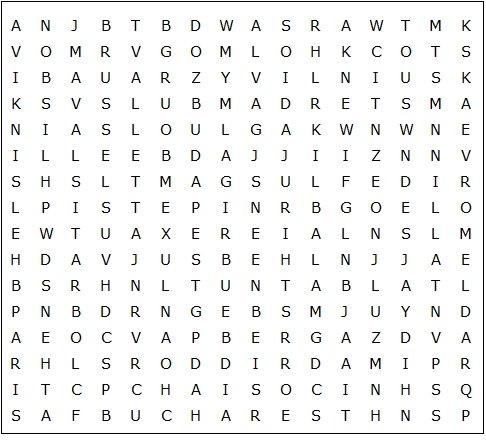 A N J B T B D W A S R A W T M K
V O M R V G O M L O H K C O T S
I B A U A R Z Y V I L N I U S K
K S V S L U B M A D R E T S M A
N I A S L O U L G A K W N W N E
I L L E E B D A J J I I Z N N V
S H S L T M A G S U L F E D I R
L P I S T E P I N R B G O E L O
E W T U A X E R E I A L N S L M
H D A V J U S B E H L N J J A E
B S R H N L T U N T A B L A T L
P N B D R N G E B S M J U Y N D
A E O C V A P B E R G A Z D V A
R H L S R O D D I R D A M I P R
I T C P C H A I S O C I N H S Q
S A F B U C H A R E S T H N S P